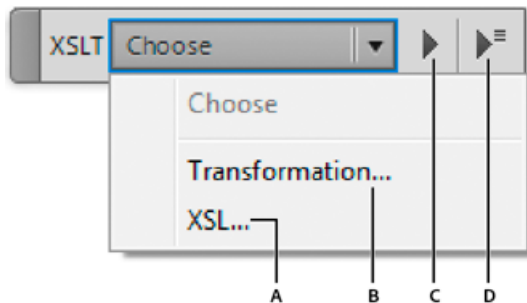 XSLT Choose
Choose
Transformation...
XSL...
A B C D